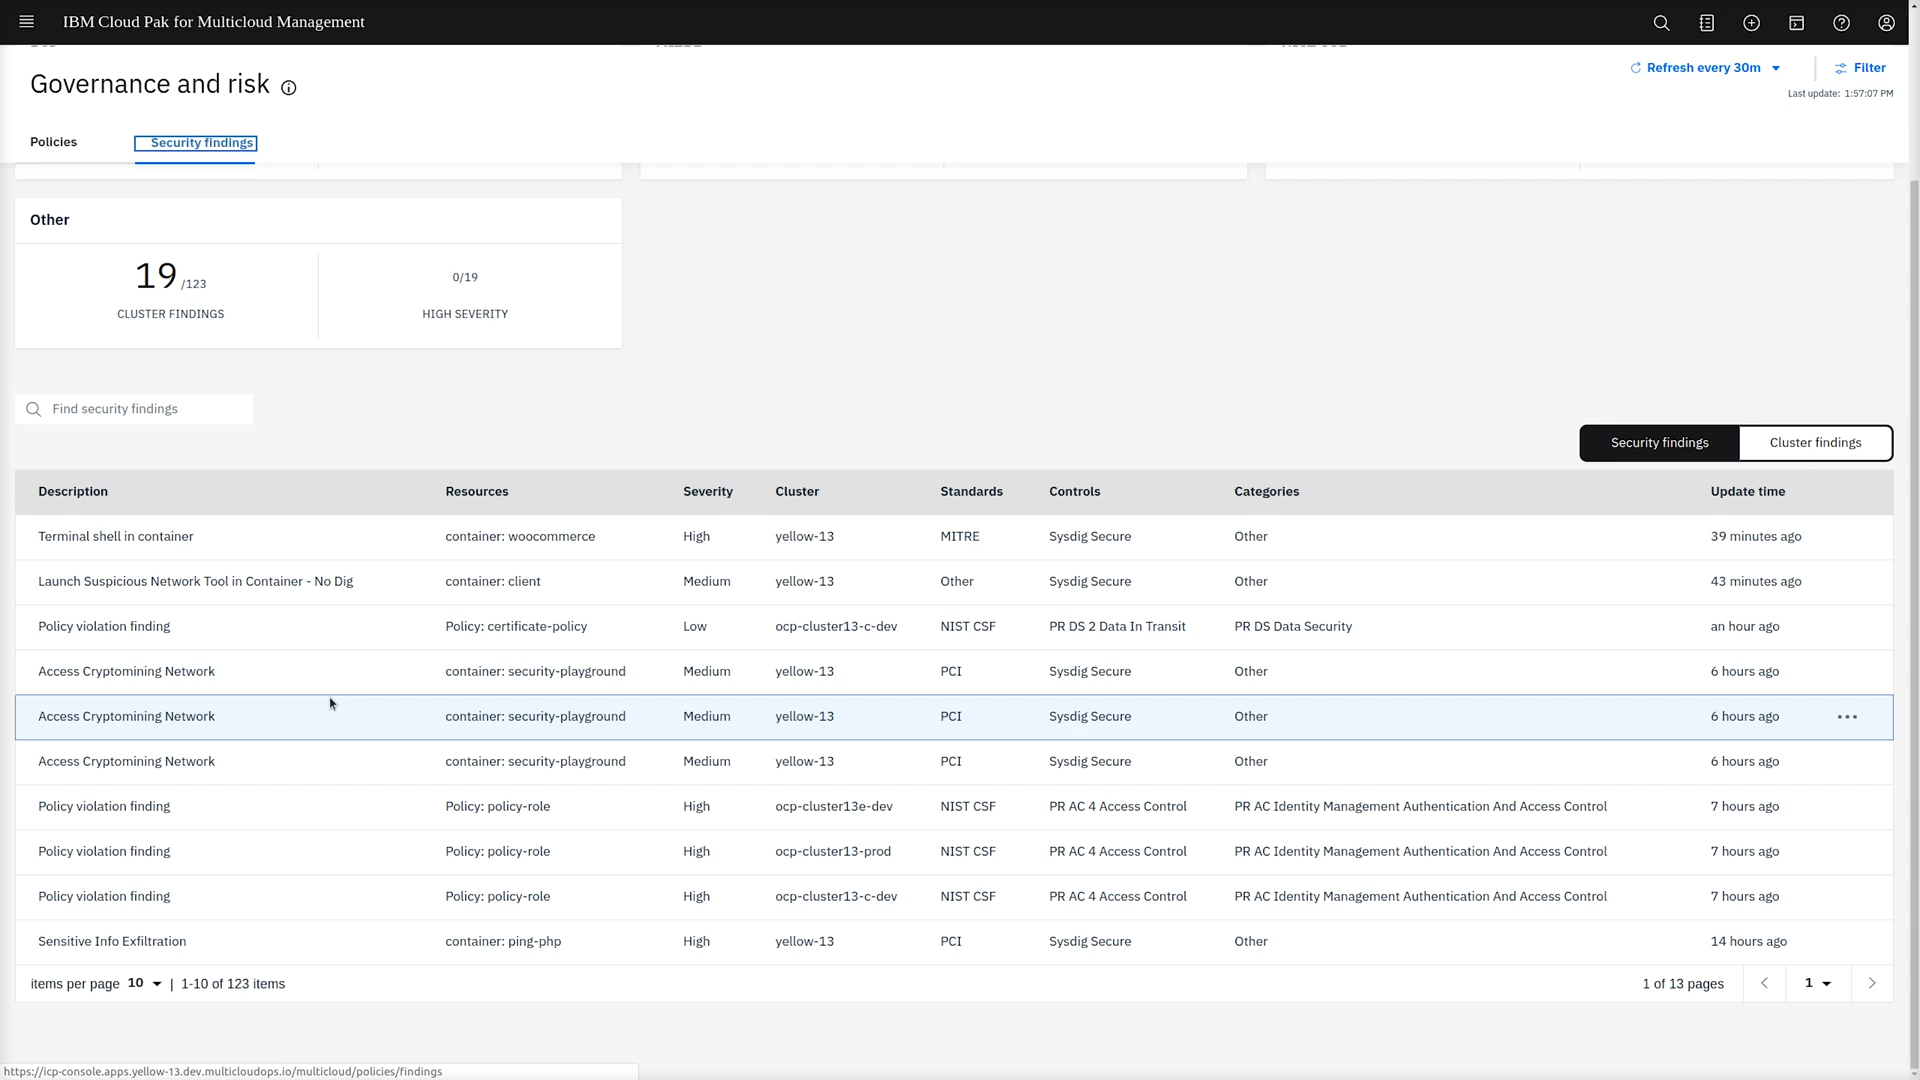 IBM Cloud Pak for Multicloud Management
Governance and risk
Refresh every 30m
Filter
Last update: 1:57:07 PM
Policies
Security findings
Other
19 /123
0/19
CLUSTER FINDINGS
HIGH SEVERITY
Find security findings
Security findings
Cluster findings
Description Resources Severity Cluster Standards Controls Categories Update time
Terminal shell in container container: woocommerce High yellow-13 MITRE Sysdig Secure Other 39 minutes ago
Launch Suspicious Network Tool in Container - No Dig container: client Medium yellow-13 Other Sysdig Secure Other 43 minutes ago
Policy violation finding Policy: certificate-policy Low ocp-cluster13-c-dev NIST CSF PR DS 2 Data In Transit PR DS Data Security an hour ago
Access Cryptomining Network container: security-playground Medium yellow-13 PCI Sysdig Secure Other 6 hours ago
Access Cryptomining Network container: security-playground Medium yellow-13 PCI Sysdig Secure Other 6 hours ago
Access Cryptomining Network container: security-playground Medium yellow-13 PCI Sysdig Secure Other 6 hours ago
Policy violation finding Policy: policy-role High ocp-cluster13e-dev NIST CSF PR AC 4 Access Control PR AC Identity Management Authentication And Access Control 7 hours ago
Policy violation finding Policy: policy-role High ocp-cluster13-prod NIST CSF PR AC 4 Access Control PR AC Identity Management Authentication And Access Control 7 hours ago
Policy violation finding Policy: policy-role High ocp-cluster13-c-dev NIST CSF PR AC 4 Access Control PR AC Identity Management Authentication And Access Control 7 hours ago
Sensitive Info Exfiltration container: ping-php High yellow-13 PCI Sysdig Secure Other 14 hours ago
items per page 10 | 1-10 of 123 items
1 of 13 pages
1
https://icp-console.apps.yellow-13.dev.multicloudops.io/multicloud/policies/findings